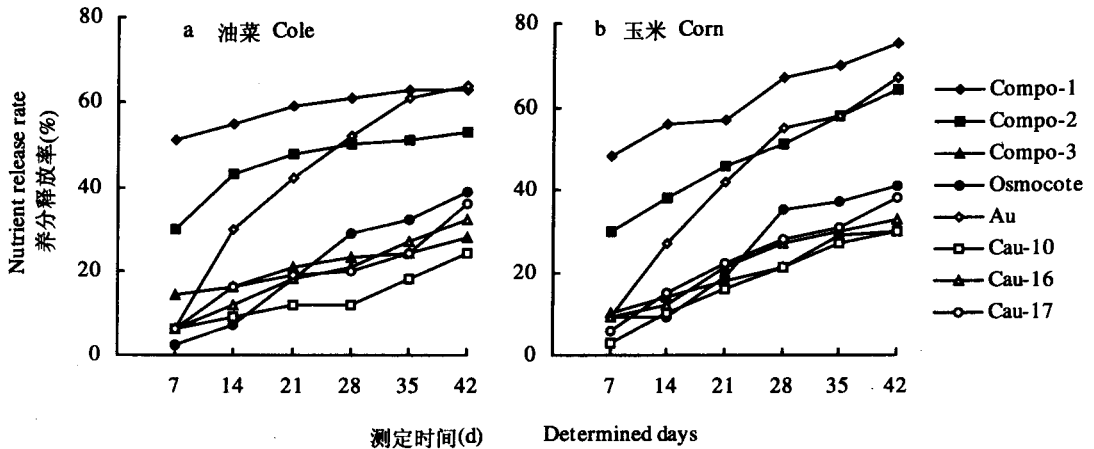 Nutrient release rate
养分释放率(%)
a 油菜 Cole
80
60
40
20
0
7 14 21 28 35 42
b 玉米 Corn
80
60
40
20
0
7 14 21 28 35 42
测定时间(d) Determined days
Compo-1
Compo-2
Compo-3
Osmocote
Au
Cau-10
Cau-16
Cau-17